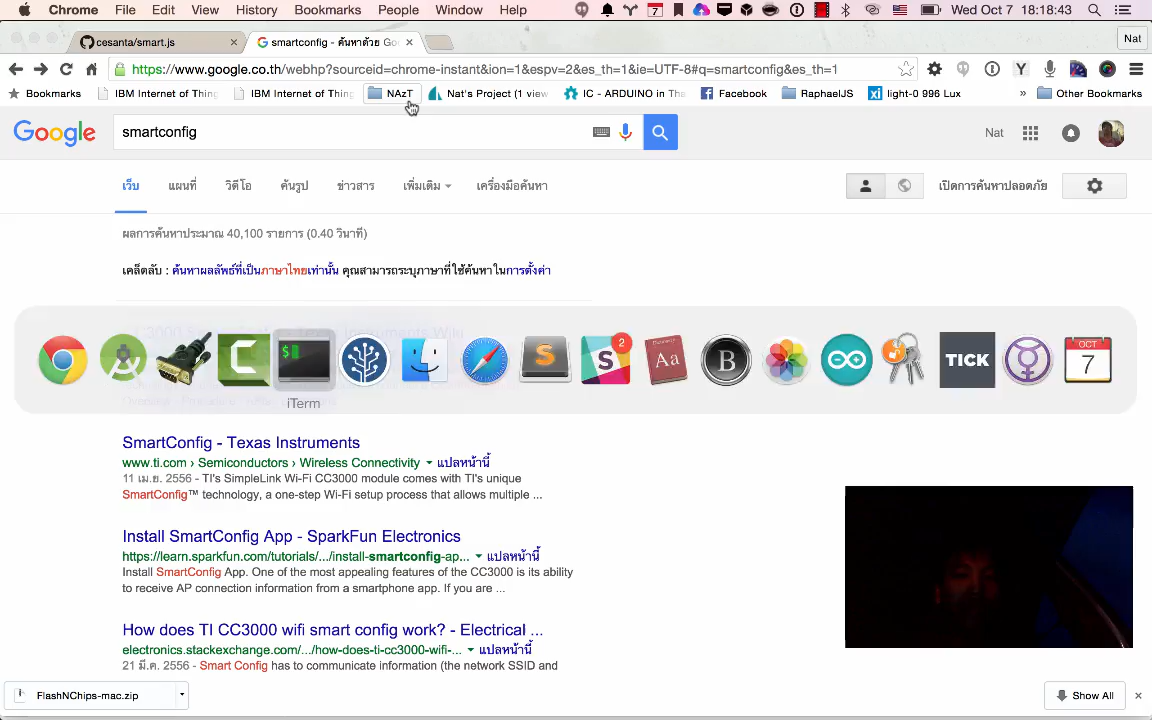 Chrome File Edit View History Bookmarks People Window Help 7 Wed Oct 7 18:18:43
cesanta/smart.js × smartconfig - ค้นหาด้วย Goo × Nat
https://www.google.co.th/webhp?sourceid=chrome-instant&ion=1&espv=2&es_th=1&ie=UTF-8#q=smartconfig&es_th=1
Bookmarks IBM Internet of Thing IBM Internet of Thing NAzT Nat's Project (1 view IC - ARDUINO in Tha Facebook RaphaelJS xi light-0 996 Lux » Other Bookmarks
Google smartconfig Nat
เว็บ แผนที่ วิดีโอ ค้นรูป ข่าวสาร เพิ่มเติม เครื่องมือค้นหา เปิดการค้นหาปลอดภัย
ผลการค้นหาประมาณ 40,100 รายการ (0.40 วินาที)
เคล็ดลับ : ค้นหาผลลัพธ์ที่เป็นภาษาไทยเท่านั้น คุณสามารถระบุภาษาที่ใช้ค้นหาในการตั้งค่า
C $ S S 2 Aa B TICK OCT 7
iTerm
SmartConfig - Texas Instruments
www.ti.com › Semiconductors › Wireless Connectivity แปลหน้านี้
11 เม.ย. 2556 - TI's SimpleLink Wi-Fi CC3000 module comes with TI's unique
SmartConfig™ technology, a one-step Wi-Fi setup process that allows multiple ...
Install SmartConfig App - SparkFun Electronics
https://learn.sparkfun.com/tutorials/.../install-smartconfig-ap... แปลหน้านี้
Install SmartConfig App. One of the most appealing features of the CC3000 is its ability
to receive AP connection information from a smartphone app. If you are ...
How does TI CC3000 wifi smart config work? - Electrical ...
electronics.stackexchange.com/.../how-does-ti-cc3000-wifi-... แปลหน้านี้
21 มี.ค. 2556 - Smart Config has to communicate information (the network SSID and
FlashNChips-mac.zip Show All ×